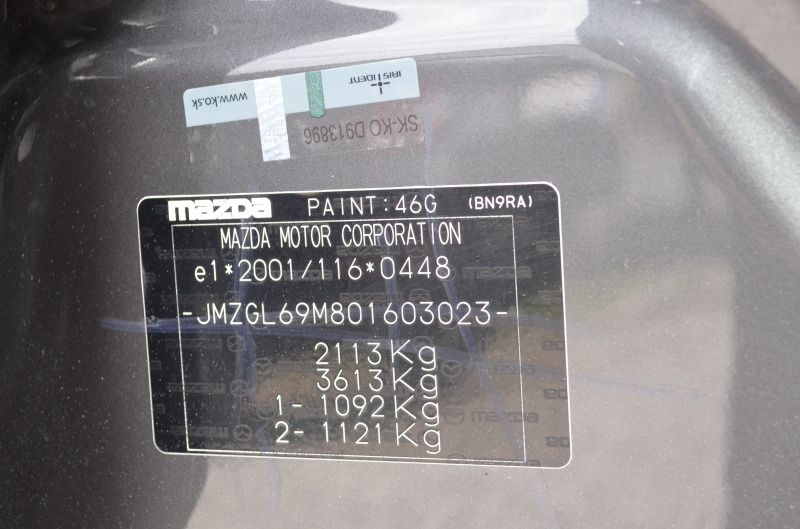 www.ko.sk IRIS IDENT
SK-KO D913896
mazda PAINT:46G (BN9RA)
MAZDA MOTOR CORPORATION
e1*2001/116*0448
-JMZGL69M801603023-
2113Kg
3613Kg
1- 1092Kg
2- 1121Kg